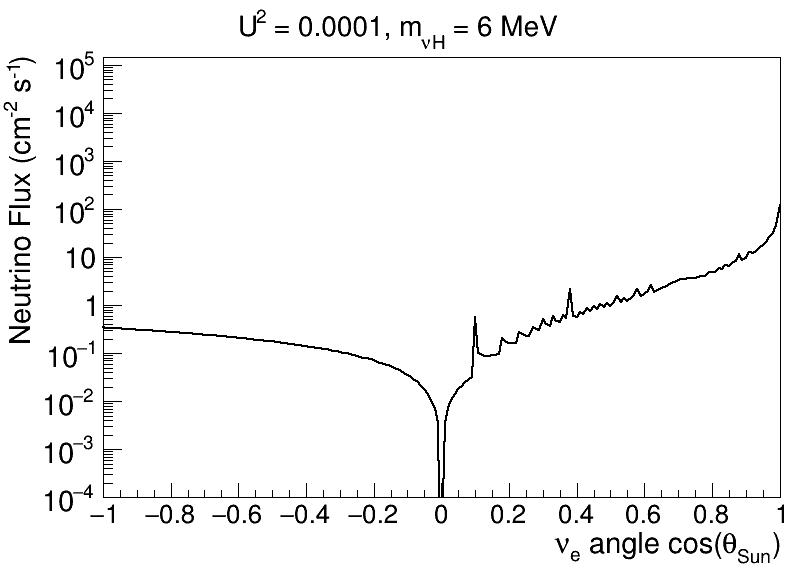 U² = 0.0001, m_νH = 6 MeV
Neutrino Flux (cm⁻² s⁻¹)
10⁵
10⁴
10³
10²
10
1
10⁻¹
10⁻²
10⁻³
10⁻⁴
−1 −0.8 −0.6 −0.4 −0.2 0 0.2 0.4 0.6 0.8 1
ν_e angle cos(θ_Sun)